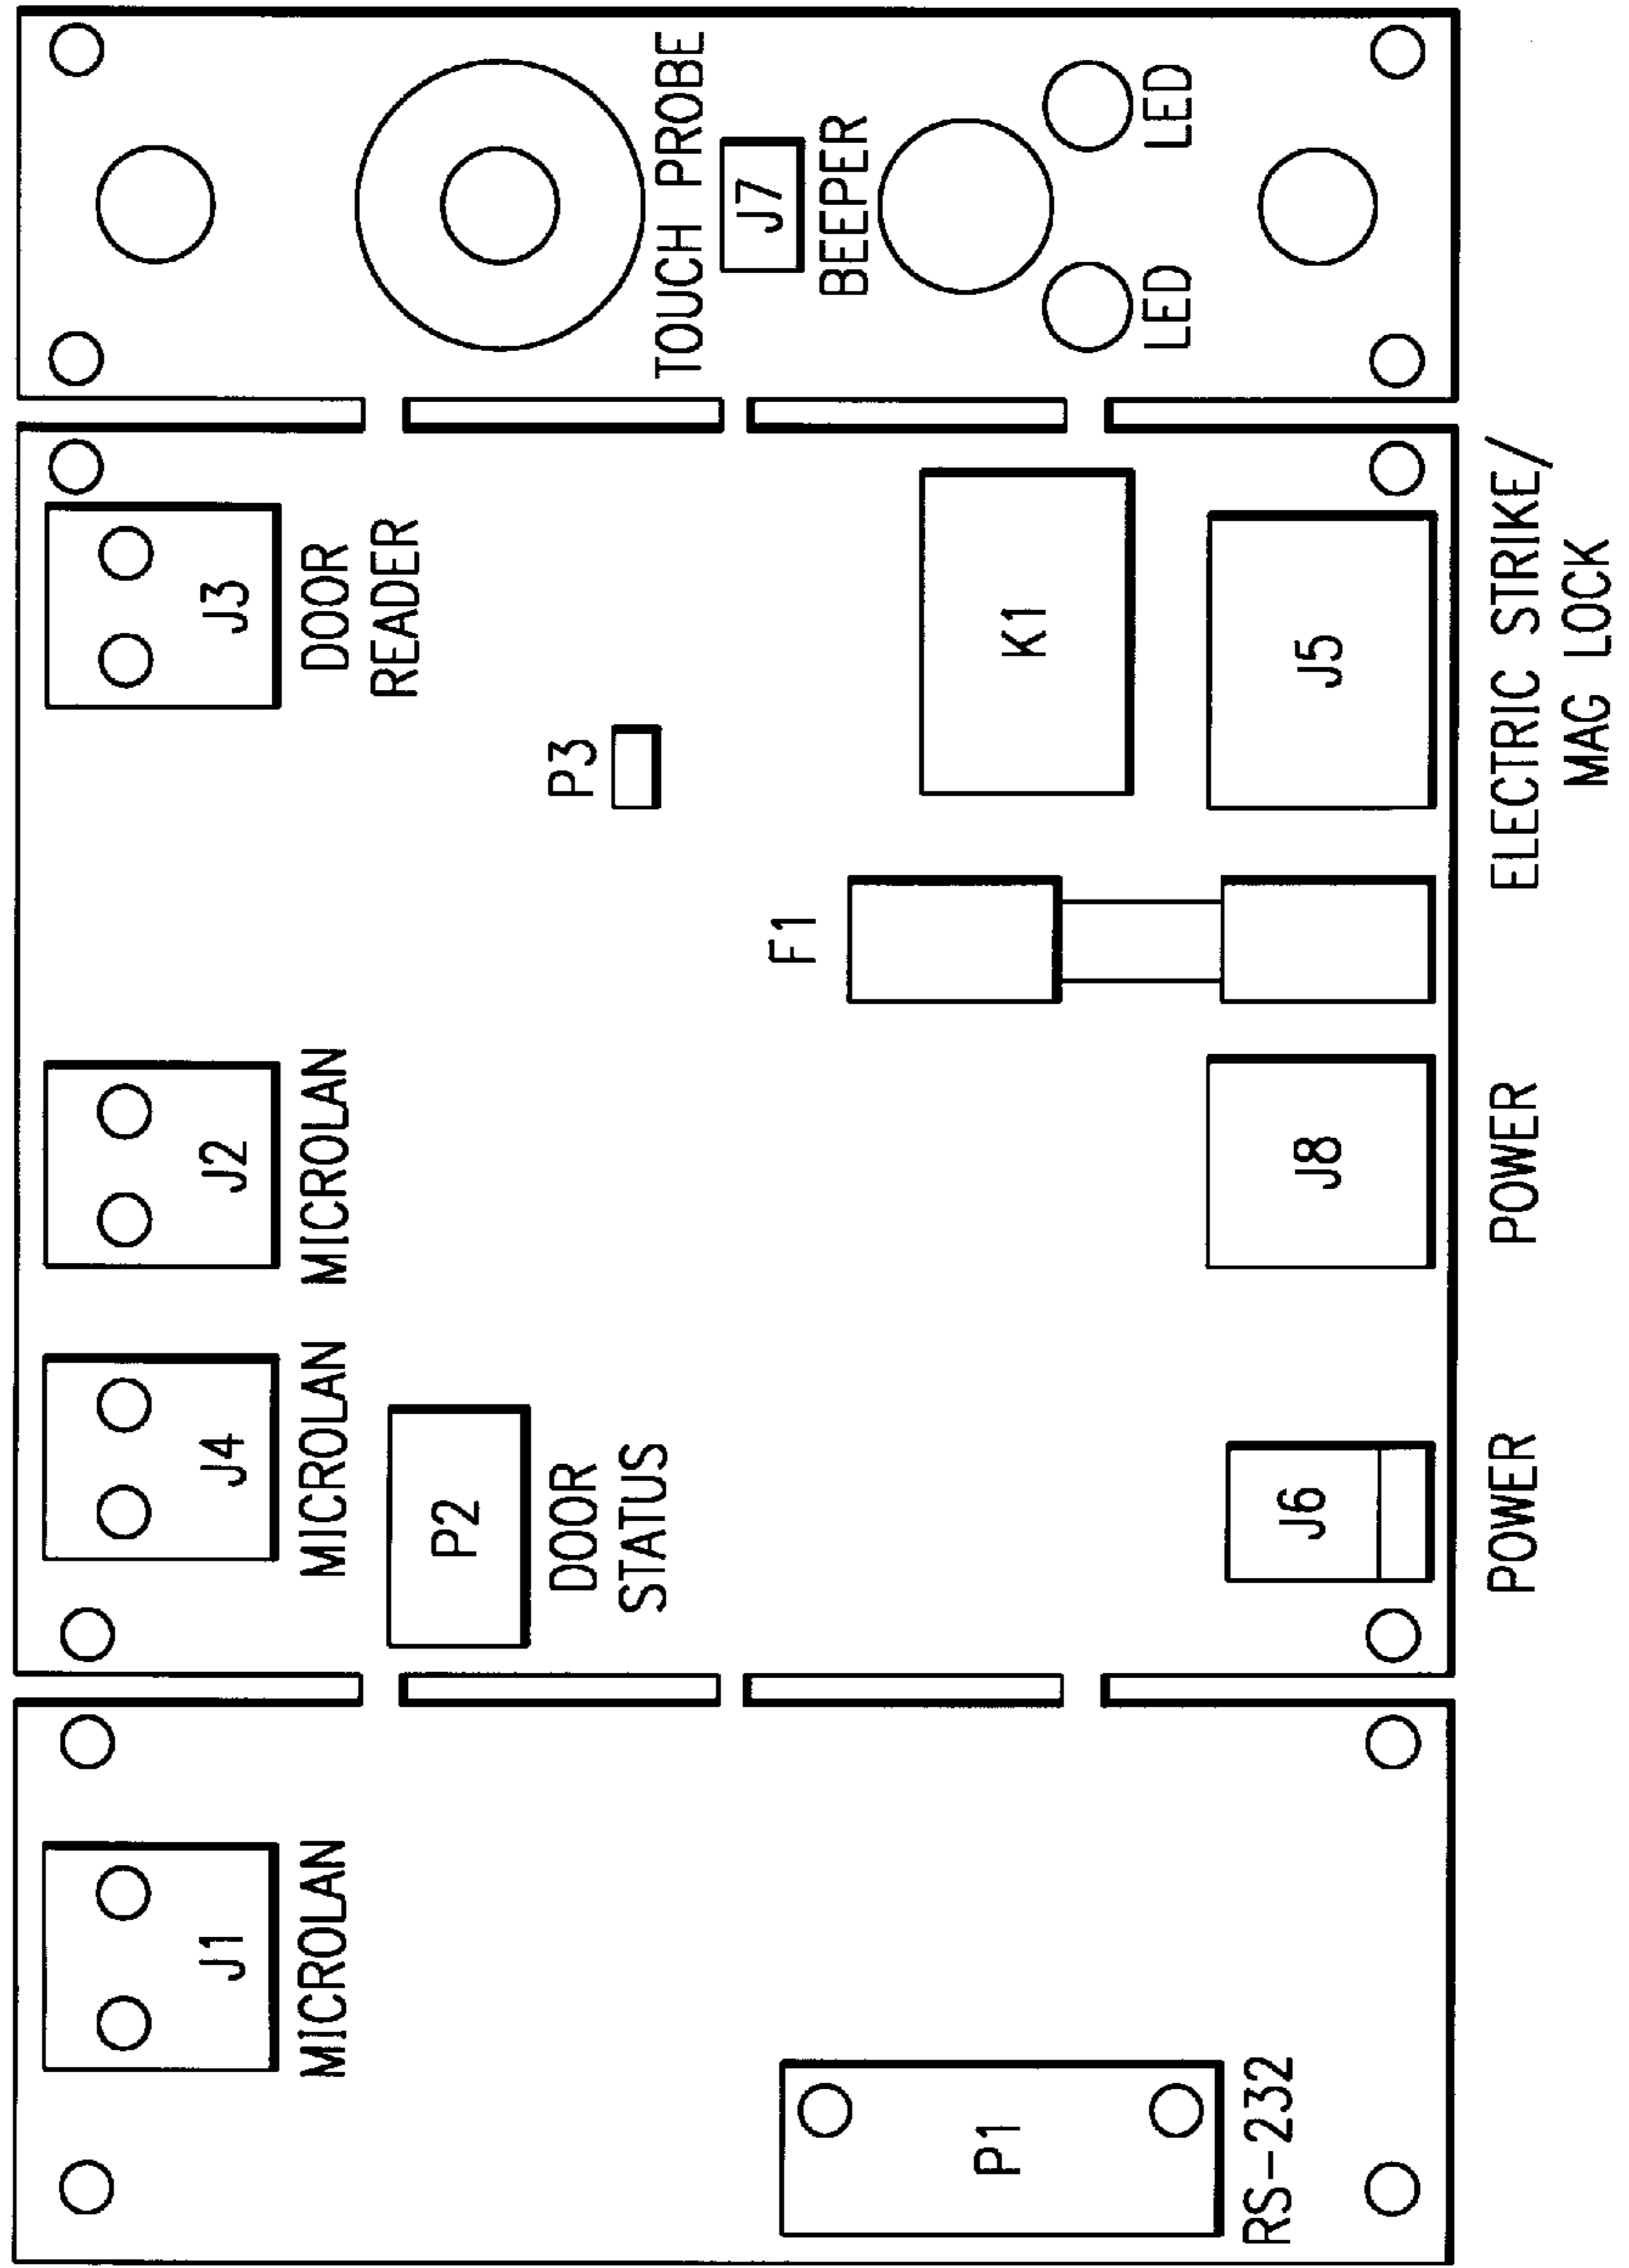 J1
MICROLAN
P1
RS-232
J4
MICROLAN
P2
DOOR
STATUS
J6
POWER
J2
MICROLAN
J8
POWER
F1
P3
J3
DOOR
READER
K1
J5
ELECTRIC STRIKE/
MAG LOCK
TOUCH PROBE
J7
BEEPER
LED
LED